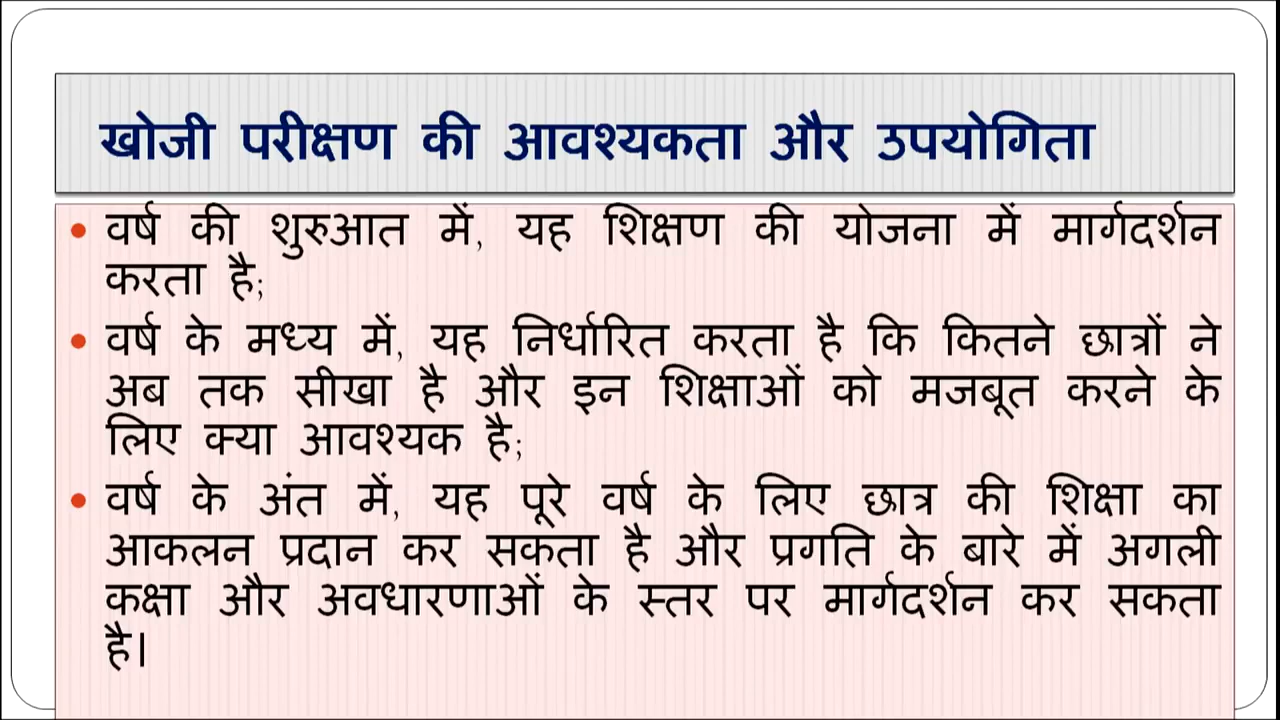 खोजी परीक्षण की आवश्यकता और उपयोगिता
• वर्ष की शुरुआत में, यह शिक्षण की योजना में मार्गदर्शन
करता है;
• वर्ष के मध्य में, यह निर्धारित करता है कि कितने छात्रों ने
अब तक सीखा है और इन शिक्षाओं को मजबूत करने के
लिए क्या आवश्यक है;
• वर्ष के अंत में, यह पूरे वर्ष के लिए छात्र की शिक्षा का
आकलन प्रदान कर सकता है और प्रगति के बारे में अगली
कक्षा और अवधारणाओं के स्तर पर मार्गदर्शन कर सकता
है।